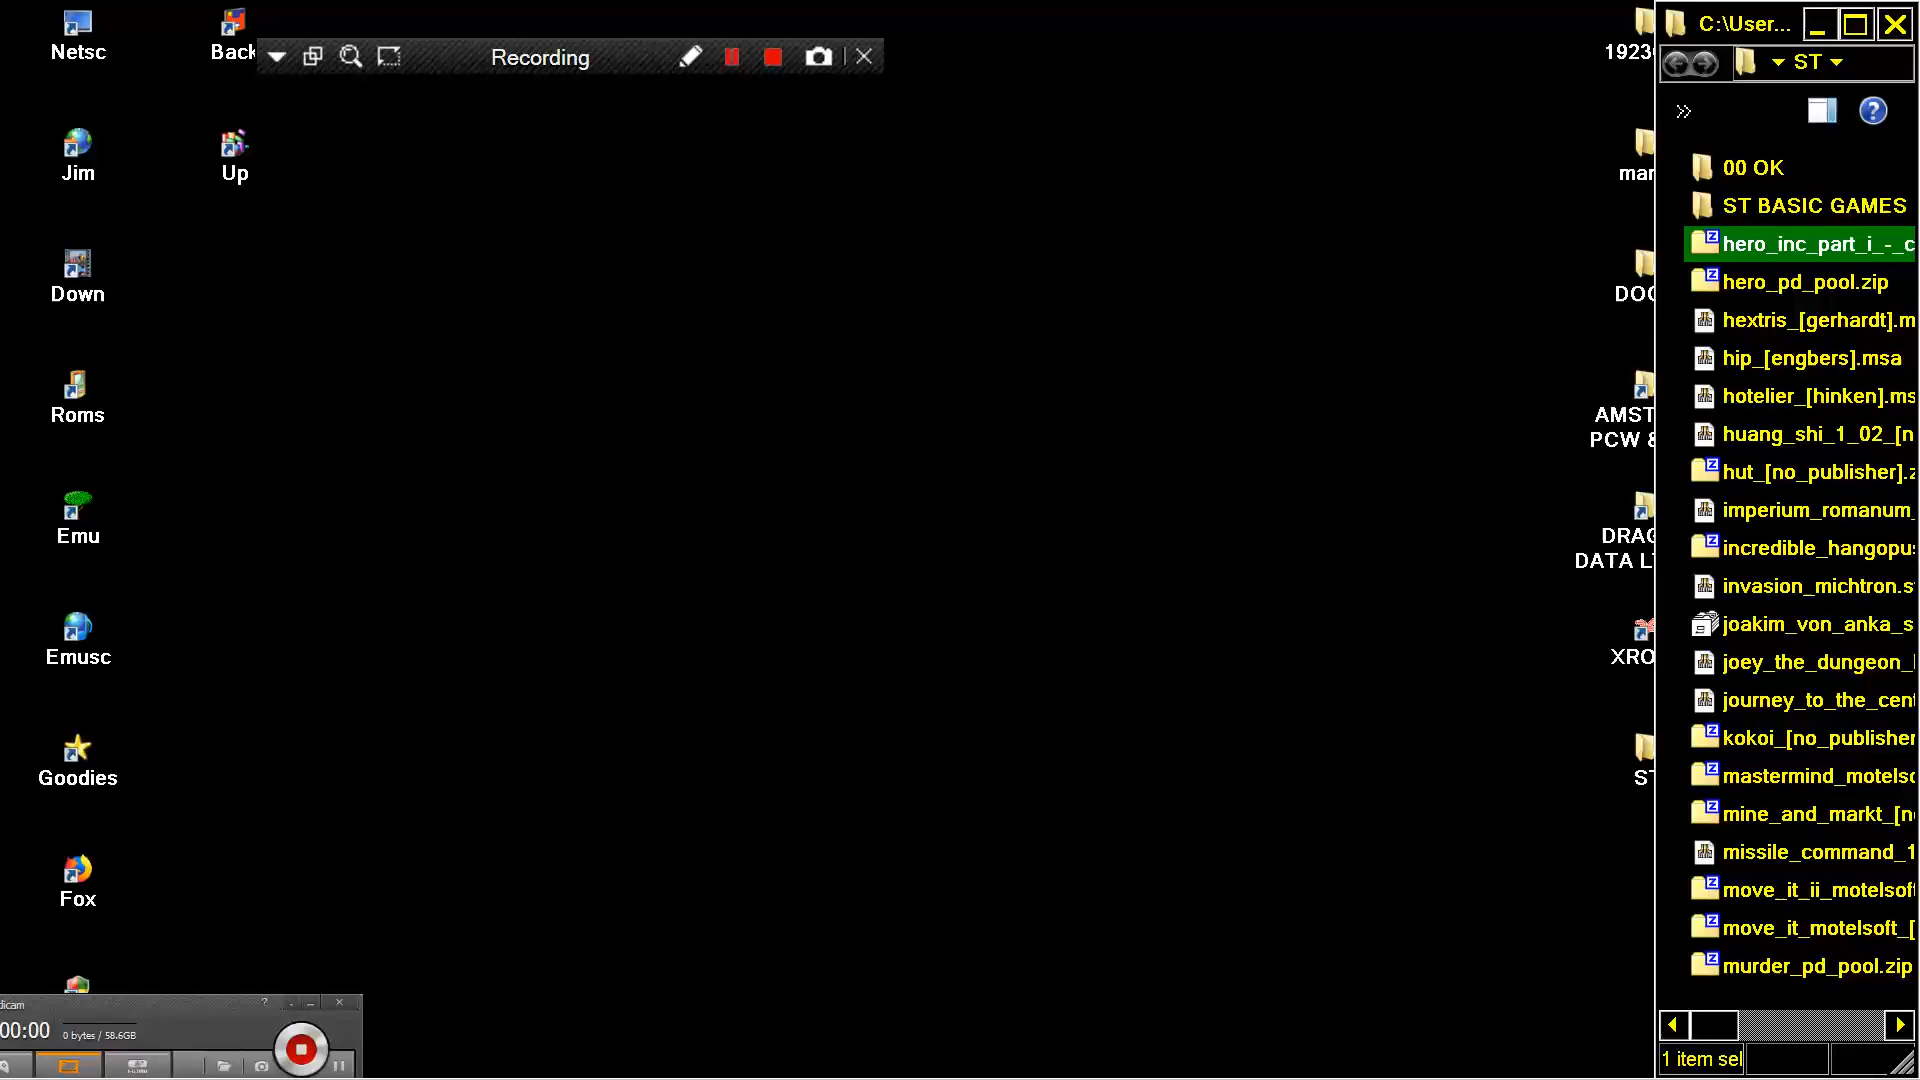 Netsc
Back
Jim
Up
Down
Roms
Emu
Emusc
Goodies
Fox
Recording
1923
mar
DOC
AMST
PCW &
DRAG
DATA L
XRO
ST
C:\User...
ST
00 OK
ST BASIC GAMES
hero_inc_part_i_-_c
hero_pd_pool.zip
hextris_[gerhardt].m
hip_[engbers].msa
hotelier_[hinken].ms
huang_shi_1_02_[n
hut_[no_publisher].z
imperium_romanum_
incredible_hangopu
invasion_michtron.s
joakim_von_anka_s
joey_the_dungeon_
journey_to_the_cen
kokoi_[no_publisher
mastermind_motelso
mine_and_markt_[n
missile_command_1
move_it_ii_motelsoft
move_it_motelsoft_[
murder_pd_pool.zip
1 item sel
dicam
00:00
0 bytes / 58.6GB